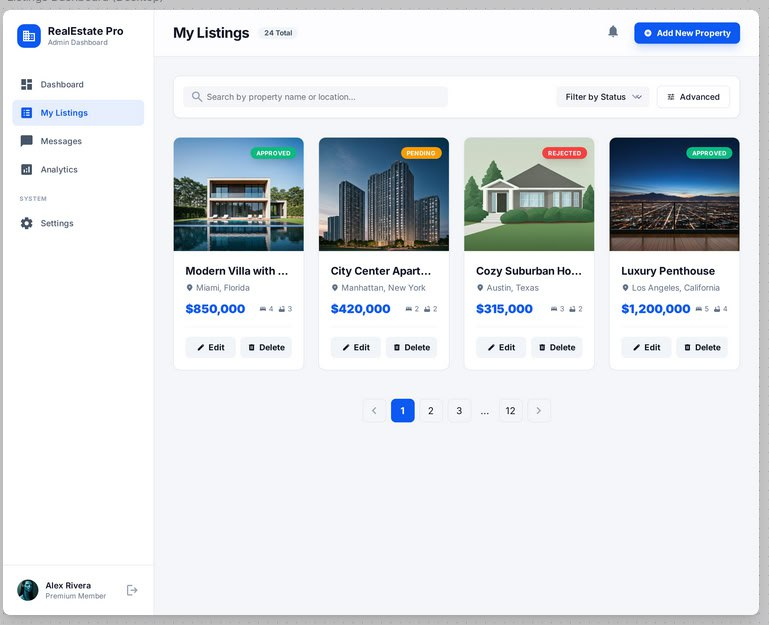 RealEstate Pro
Admin Dashboard
Dashboard
My Listings
Messages
Analytics
SYSTEM
Settings
Alex Rivera
Premium Member
My Listings
24 Total
Add New Property
Search by property name or location...
Filter by Status
Advanced
APPROVED
Modern Villa with ...
Miami, Florida
$850,000
4
3
Edit
Delete
PENDING
City Center Apart...
Manhattan, New York
$420,000
2
2
Edit
Delete
REJECTED
Cozy Suburban Ho...
Austin, Texas
$315,000
3
2
Edit
Delete
APPROVED
Luxury Penthouse
Los Angeles, California
$1,200,000
5
4
Edit
Delete
1 2 3 ... 12